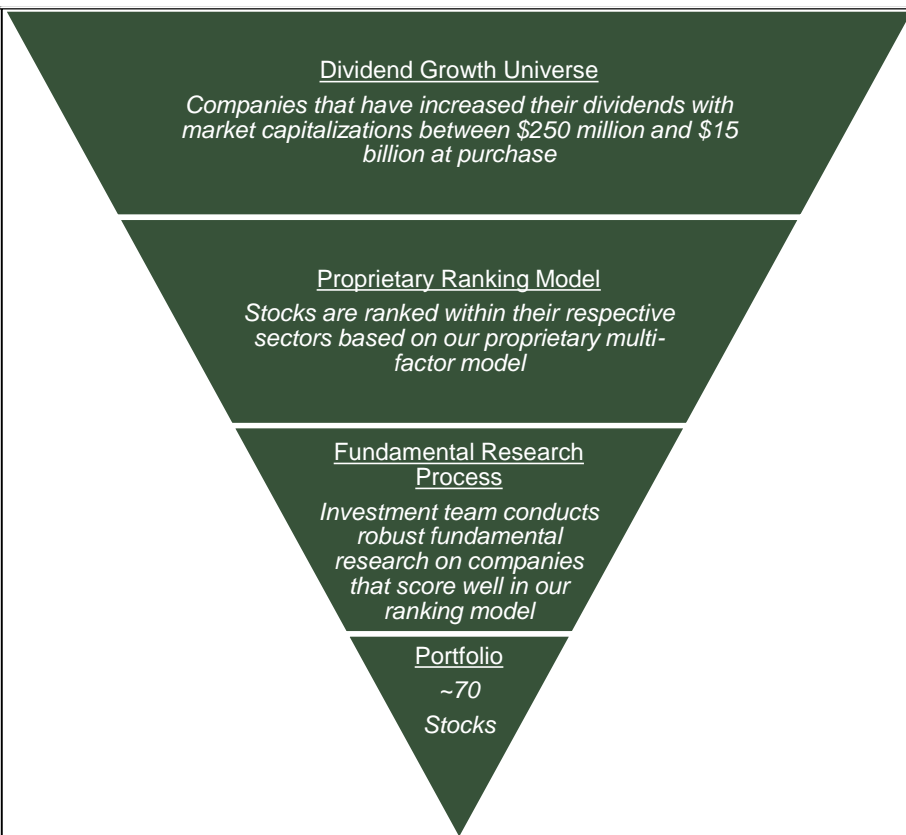 Dividend Growth Universe
Companies that have increased their dividends with
market capitalizations between $250 million and $15
billion at purchase
Proprietary Ranking Model
Stocks are ranked within their respective
sectors based on our proprietary multi-
factor model
Fundamental Research
Process
Investment team conducts
robust fundamental
research on companies
that score well in our
ranking model
Portfolio
~70
Stocks